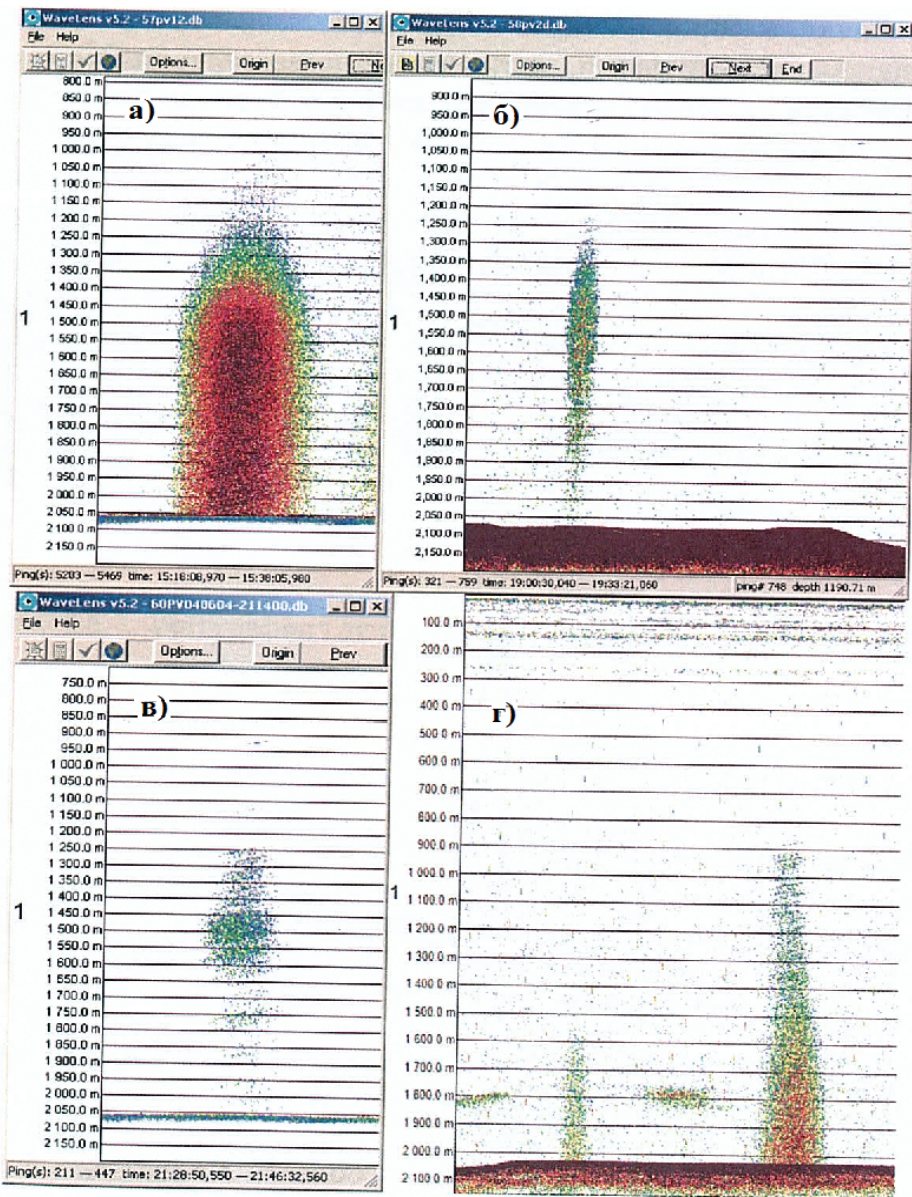 WaveLens v5.2 - 57pv12.db
File Help
Options... Origin Prev Ne
800.0 m
850.0 m
900.0 m
950.0 m
1 000.0 m
1 050.0 m
1 100.0 m
1 150.0 m
1 200.0 m
1 250.0 m
1 300.0 m
1 350.0 m
1 400.0 m
1 450.0 m
1 500.0 m
1 550.0 m
1 600.0 m
1 650.0 m
1 700.0 m
1 750.0 m
1 800.0 m
1 850.0 m
1 900.0 m
1 950.0 m
2 000.0 m
2 050.0 m
2 100.0 m
2 150.0 m
а)
1
Ping(s): 5283 — 5469 time: 15:18:08,970 — 15:38:05,980
WaveLens v5.2 - 58pv2d.db
File Help
Options... Origin Prev Next End
900.0 m
950.0 m
1,000.0 m
1,050.0 m
1,100.0 m
1,150.0 m
1,200.0 m
1,250.0 m
1,300.0 m
1,350.0 m
1,400.0 m
1,450.0 m
1,500.0 m
1,550.0 m
1,600.0 m
1,650.0 m
1,700.0 m
1,750.0 m
1,800.0 m
1,850.0 m
1,900.0 m
1,950.0 m
2,000.0 m
2,050.0 m
2,100.0 m
2,150.0 m
б)
1
Ping(s): 321 — 759 time: 19:00:30,040 — 19:33:21,060 ping# 748 depth 1190.71 m
WaveLens v5.2 - 60PV040604-211400.db
File Help
Options... Origin Prev
750.0 m
800.0 m
850.0 m
900.0 m
950.0 m
1 000.0 m
1 050.0 m
1 100.0 m
1 150.0 m
1 200.0 m
1 250.0 m
1 300.0 m
1 350.0 m
1 400.0 m
1 450.0 m
1 500.0 m
1 550.0 m
1 600.0 m
1 650.0 m
1 700.0 m
1 750.0 m
1 800.0 m
1 850.0 m
1 900.0 m
1 950.0 m
2 000.0 m
2 050.0 m
2 100.0 m
2 150.0 m
в)
1
Ping(s): 211 — 447 time: 21:28:50,550 — 21:46:32,560
100.0 m
200.0 m
300.0 m
400.0 m
500.0 m
600.0 m
700.0 m
800.0 m
900.0 m
1 000.0 m
1 100.0 m
1 200.0 m
1 300.0 m
1 400.0 m
1 500.0 m
1 600.0 m
1 700.0 m
1 800.0 m
1 900.0 m
2 000.0 m
2 100.0 m
г)
1